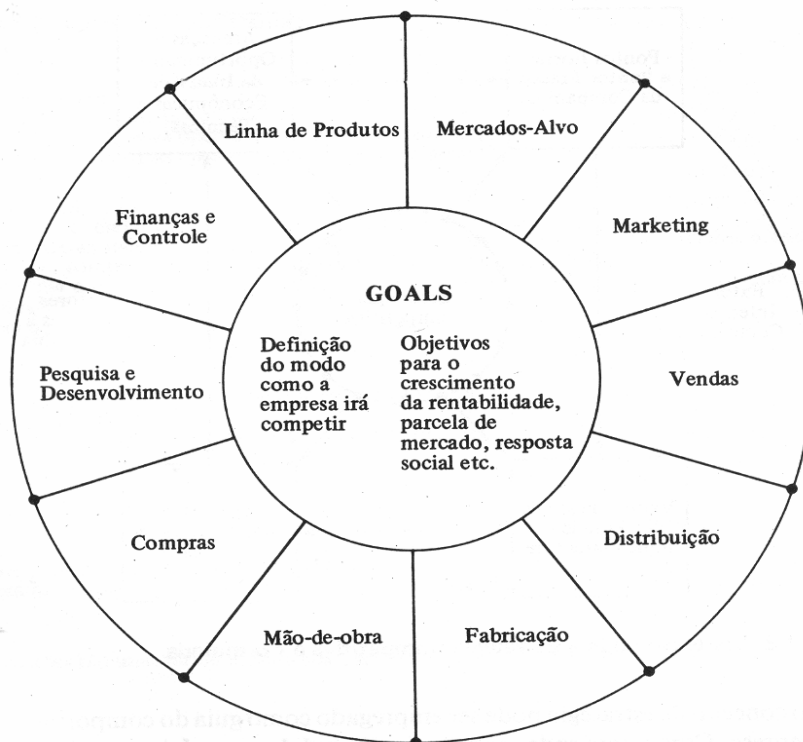 Linha de Produtos
Mercados-Alvo
Marketing
Vendas
Distribuição
Fabricação
Mão-de-obra
Compras
Pesquisa e
Desenvolvimento
Finanças e
Controle
GOALS
Definição
do modo
como a
empresa irá
competir
Objetivos
para o
crescimento
da rentabilidade,
parcela de
mercado, resposta
social etc.